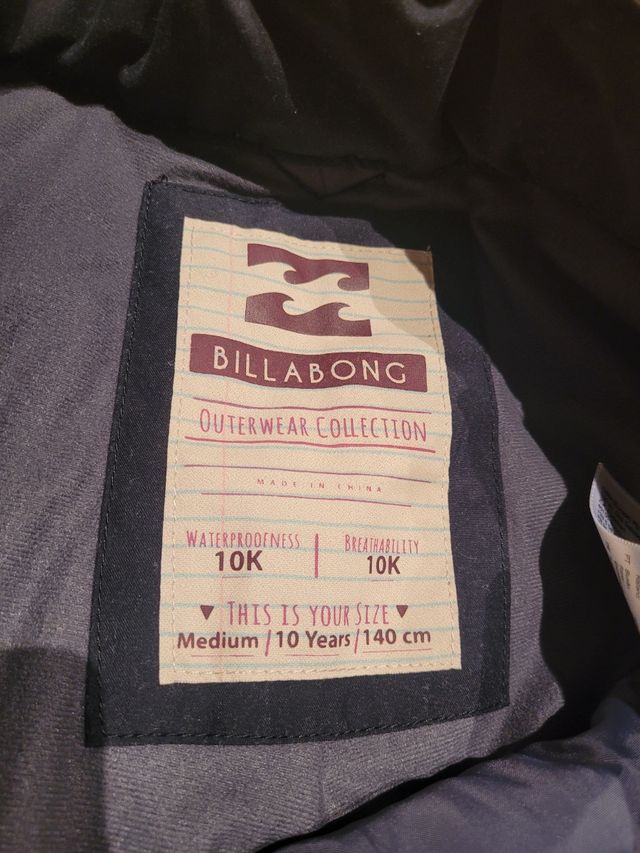 BILLABONG
OUTERWEAR COLLECTION
MADE IN CHINA
WATERPROOFNESS | BREATHABILITY
10K 10K
▼ THIS IS YOUR SIZE ▼
Medium / 10 Years / 140 cm